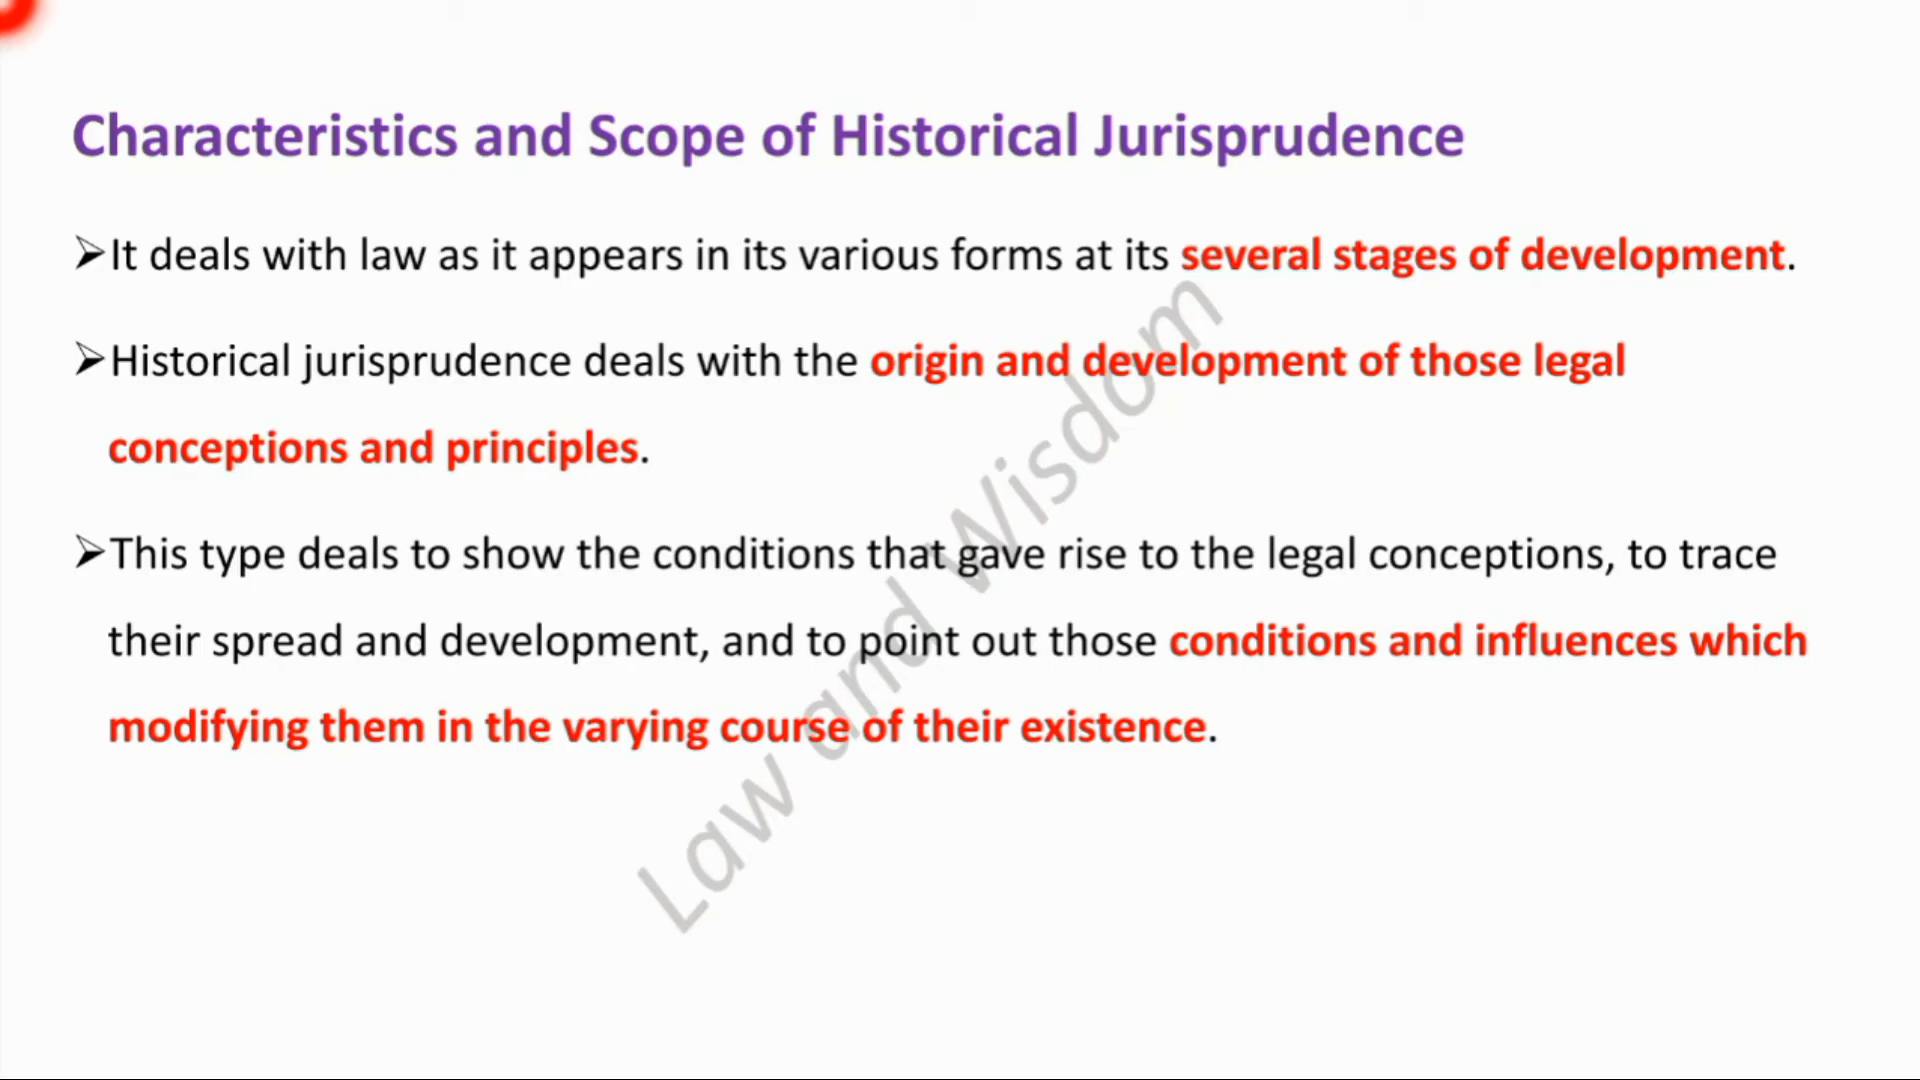 Characteristics and Scope of Historical Jurisprudence
➢It deals with law as it appears in its various forms at its several stages of development.
➢Historical jurisprudence deals with the origin and development of those legal
conceptions and principles.
➢This type deals to show the conditions that gave rise to the legal conceptions, to trace
their spread and development, and to point out those conditions and influences which
modifying them in the varying course of their existence.
Law and Wisdom